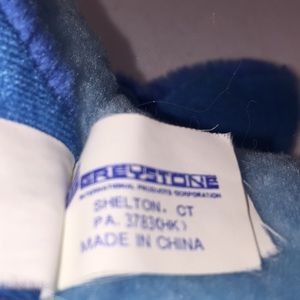 GREYSTONE
INTERNATIONAL PRODUCTS CORPORATION
SHELTON, CT
PA. 3783(HK)
MADE IN CHINA